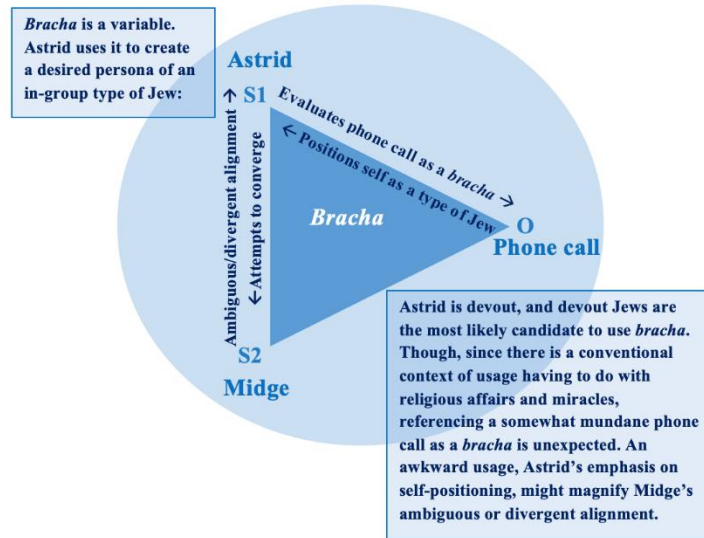 Bracha is a variable.
Astrid uses it to create
a desired persona of an
in-group type of Jew:
Astrid
S1
Evaluates phone call as a bracha →
← Positions self as a type of Jew
Ambiguous/divergent alignment →
← Attempts to converge
Bracha
O
Phone call
S2
Midge
Astrid is devout, and devout Jews are
the most likely candidate to use bracha.
Though, since there is a conventional
context of usage having to do with
religious affairs and miracles,
referencing a somewhat mundane phone
call as a bracha is unexpected. An
awkward usage, Astrid’s emphasis on
self-positioning, might magnify Midge’s
ambiguous or divergent alignment.